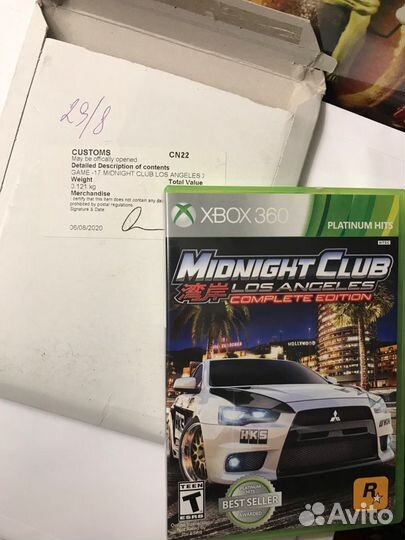 29/8
CUSTOMS CN22
May be officially opened
Detailed Description of contents
GAME -17 MIDNIGHT CLUB LOS ANGELES
Weight Total Value
0.121 kg
Merchandise
I certify that this item does not contain any
prohibited by postal regulations.
Signature & Date
06/08/2020
XBOX 360
PLATINUM HITS
NTSC
MIDNIGHT CLUB
湾岸 LOS ANGELES
COMPLETE EDITION
HOLLYWOOD
HKS
TEEN
T
ESRB
PLATINUM HITS
BEST SELLER
AWARDED
R
Avito